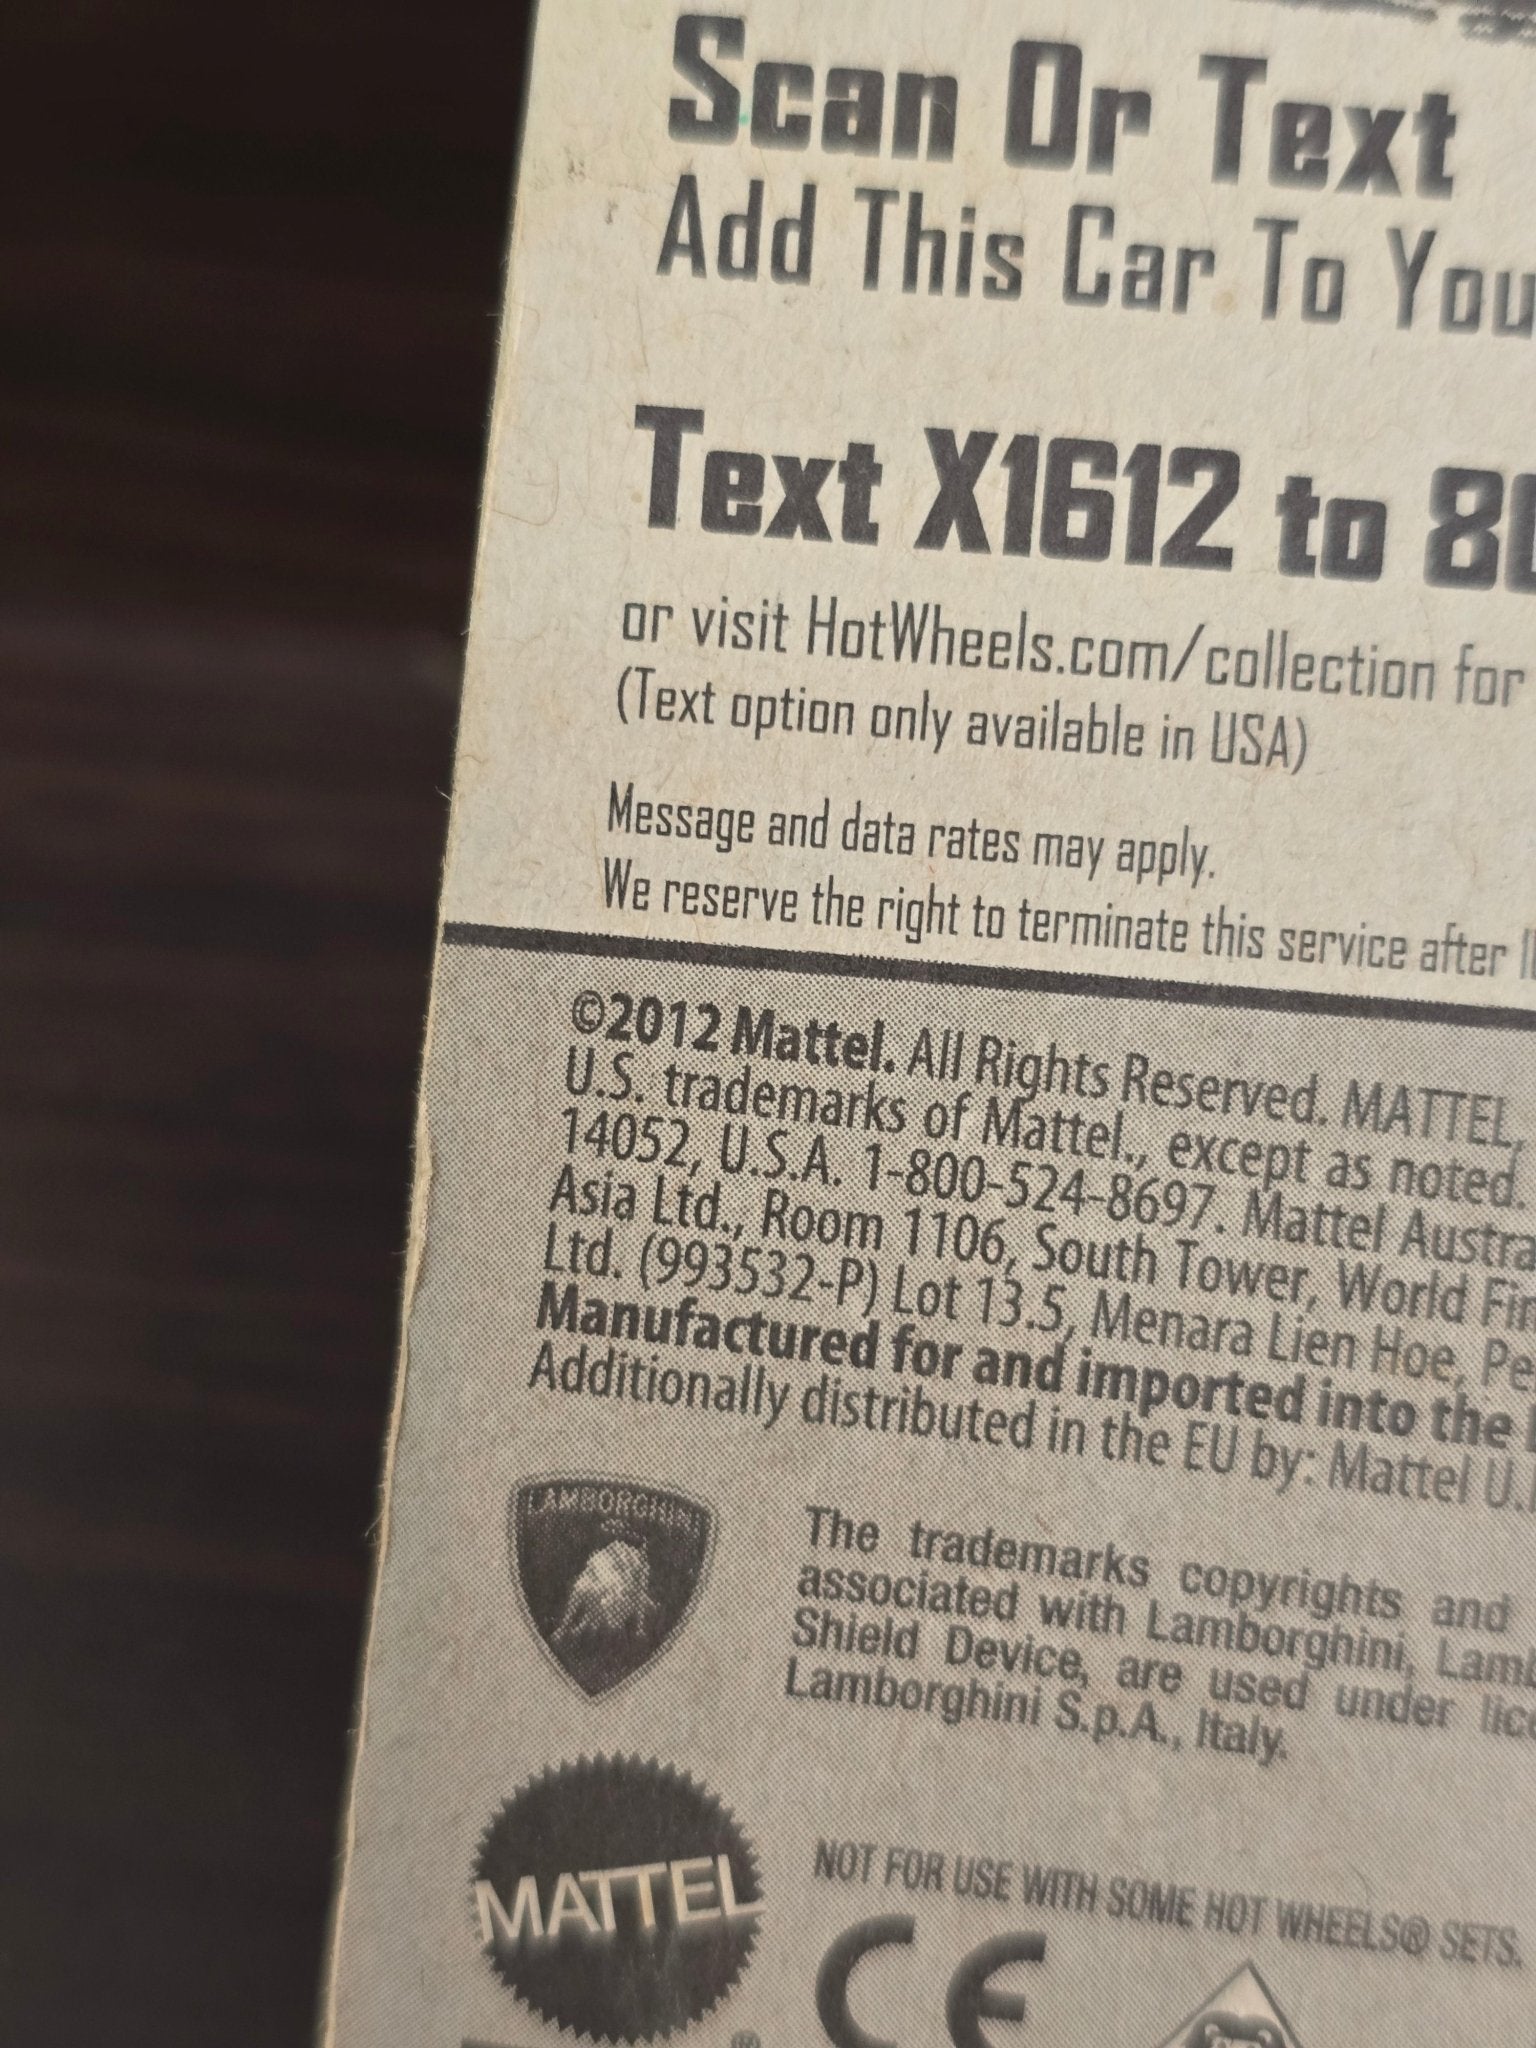 Scan Or Text
Add This Car To You
Text X1612 to 8
or visit HotWheels.com/collection for
(Text option only available in USA)
Message and data rates may apply.
We reserve the right to terminate this service after
©2012 Mattel. All Rights Reserved. MATTEL,
U.S. trademarks of Mattel., except as noted.
14052, U.S.A. 1-800-524-8697. Mattel Austra
Asia Ltd., Room 1106, South Tower, World Fin
Ltd. (993532-P) Lot 13.5, Menara Lien Hoe, Pe
Manufactured for and imported into the
Additionally distributed in the EU by: Mattel U.
LAMBORGHINI
The trademarks copyrights and
associated with Lamborghini, Lam
Shield Device, are used under lic
Lamborghini S.p.A., Italy.
MATTEL
NOT FOR USE WITH SOME HOT WHEELS® SETS.
CE
®